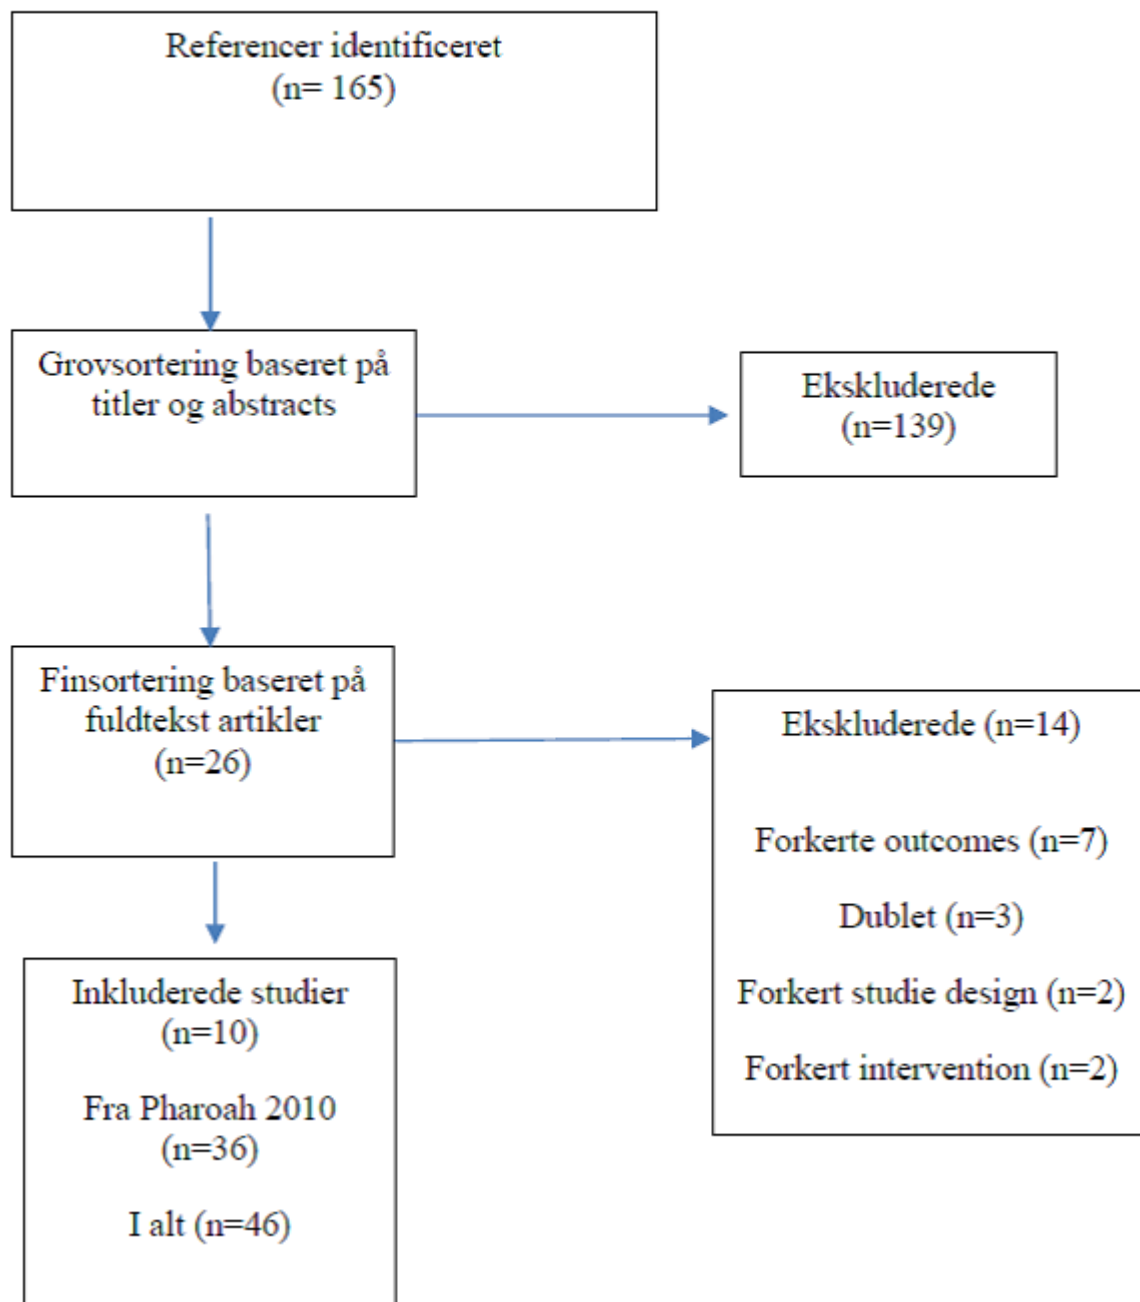 Referencer identificeret
(n= 165)
Grovsortering baseret på
titler og abstracts
Ekskluderede
(n=139)
Finsortering baseret på
fuldtekst artikler
(n=26)
Ekskluderede (n=14)
Forkerte outcomes (n=7)
Dublet (n=3)
Forkert studie design (n=2)
Forkert intervention (n=2)
Inkluderede studier
(n=10)
Fra Pharoah 2010
(n=36)
I alt (n=46)